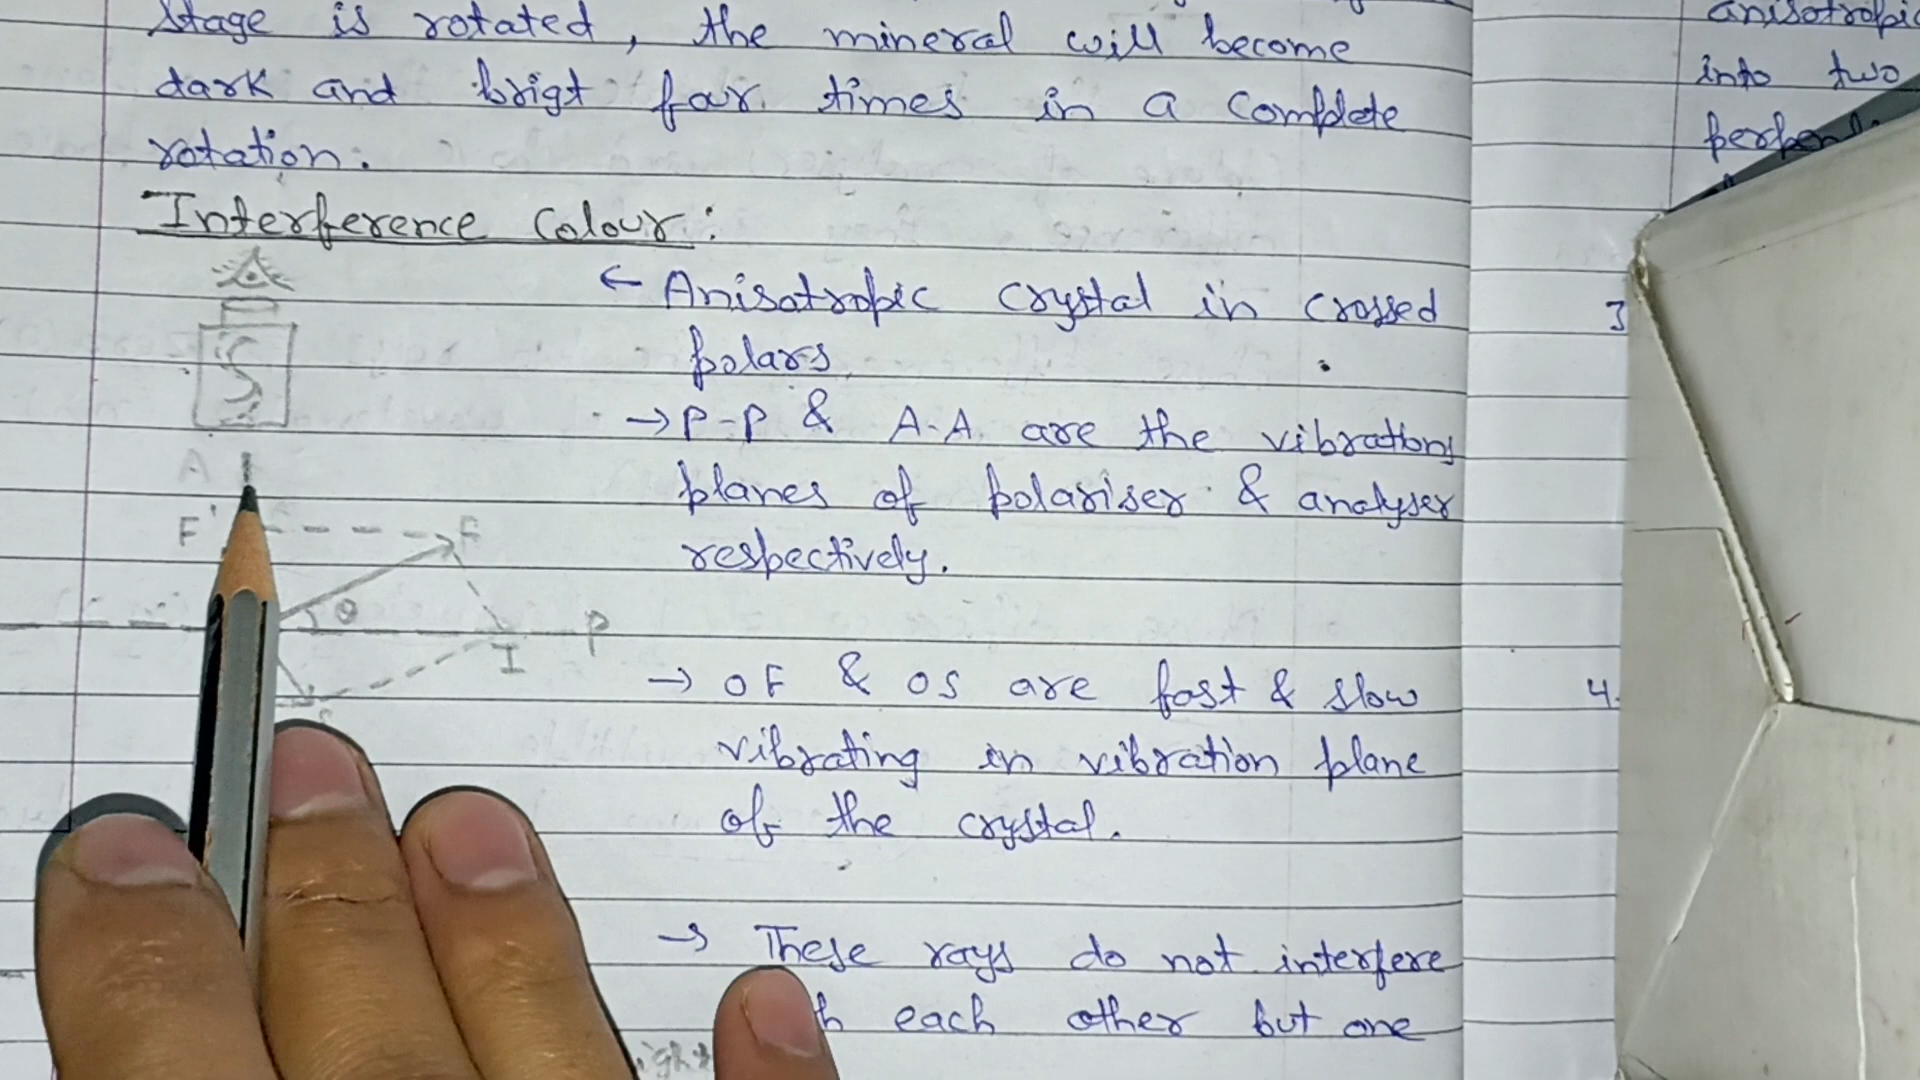 stage is rotated, the mineral will become
dark and brigt four times in a complete
rotation.
Interference Colour:
← Anisotropic crystal in crossed
polars
→ P-P & A-A. are the vibrations
planes of polariser & analyser
respectively.
A
F'
F
θ
P
I
→ OF & OS are fast & slow
vibrating in vibration plane
of the crystal.
→ These rays do not interfere
each other but one
anisotropic
into two
3
4.